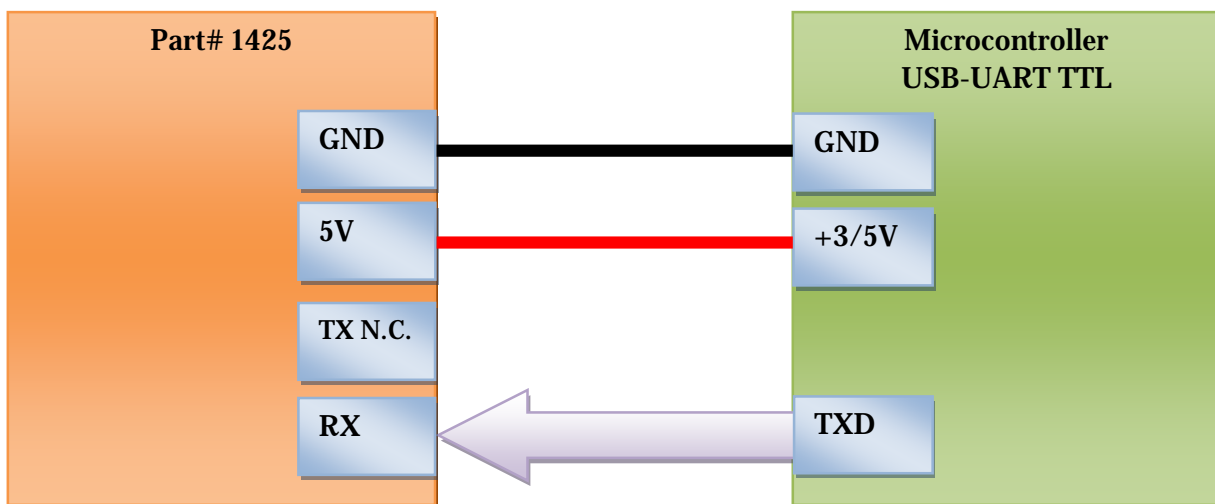 Part# 1425
GND
5V
TX N.C.
RX
Microcontroller
USB-UART TTL
GND
+3/5V
TXD